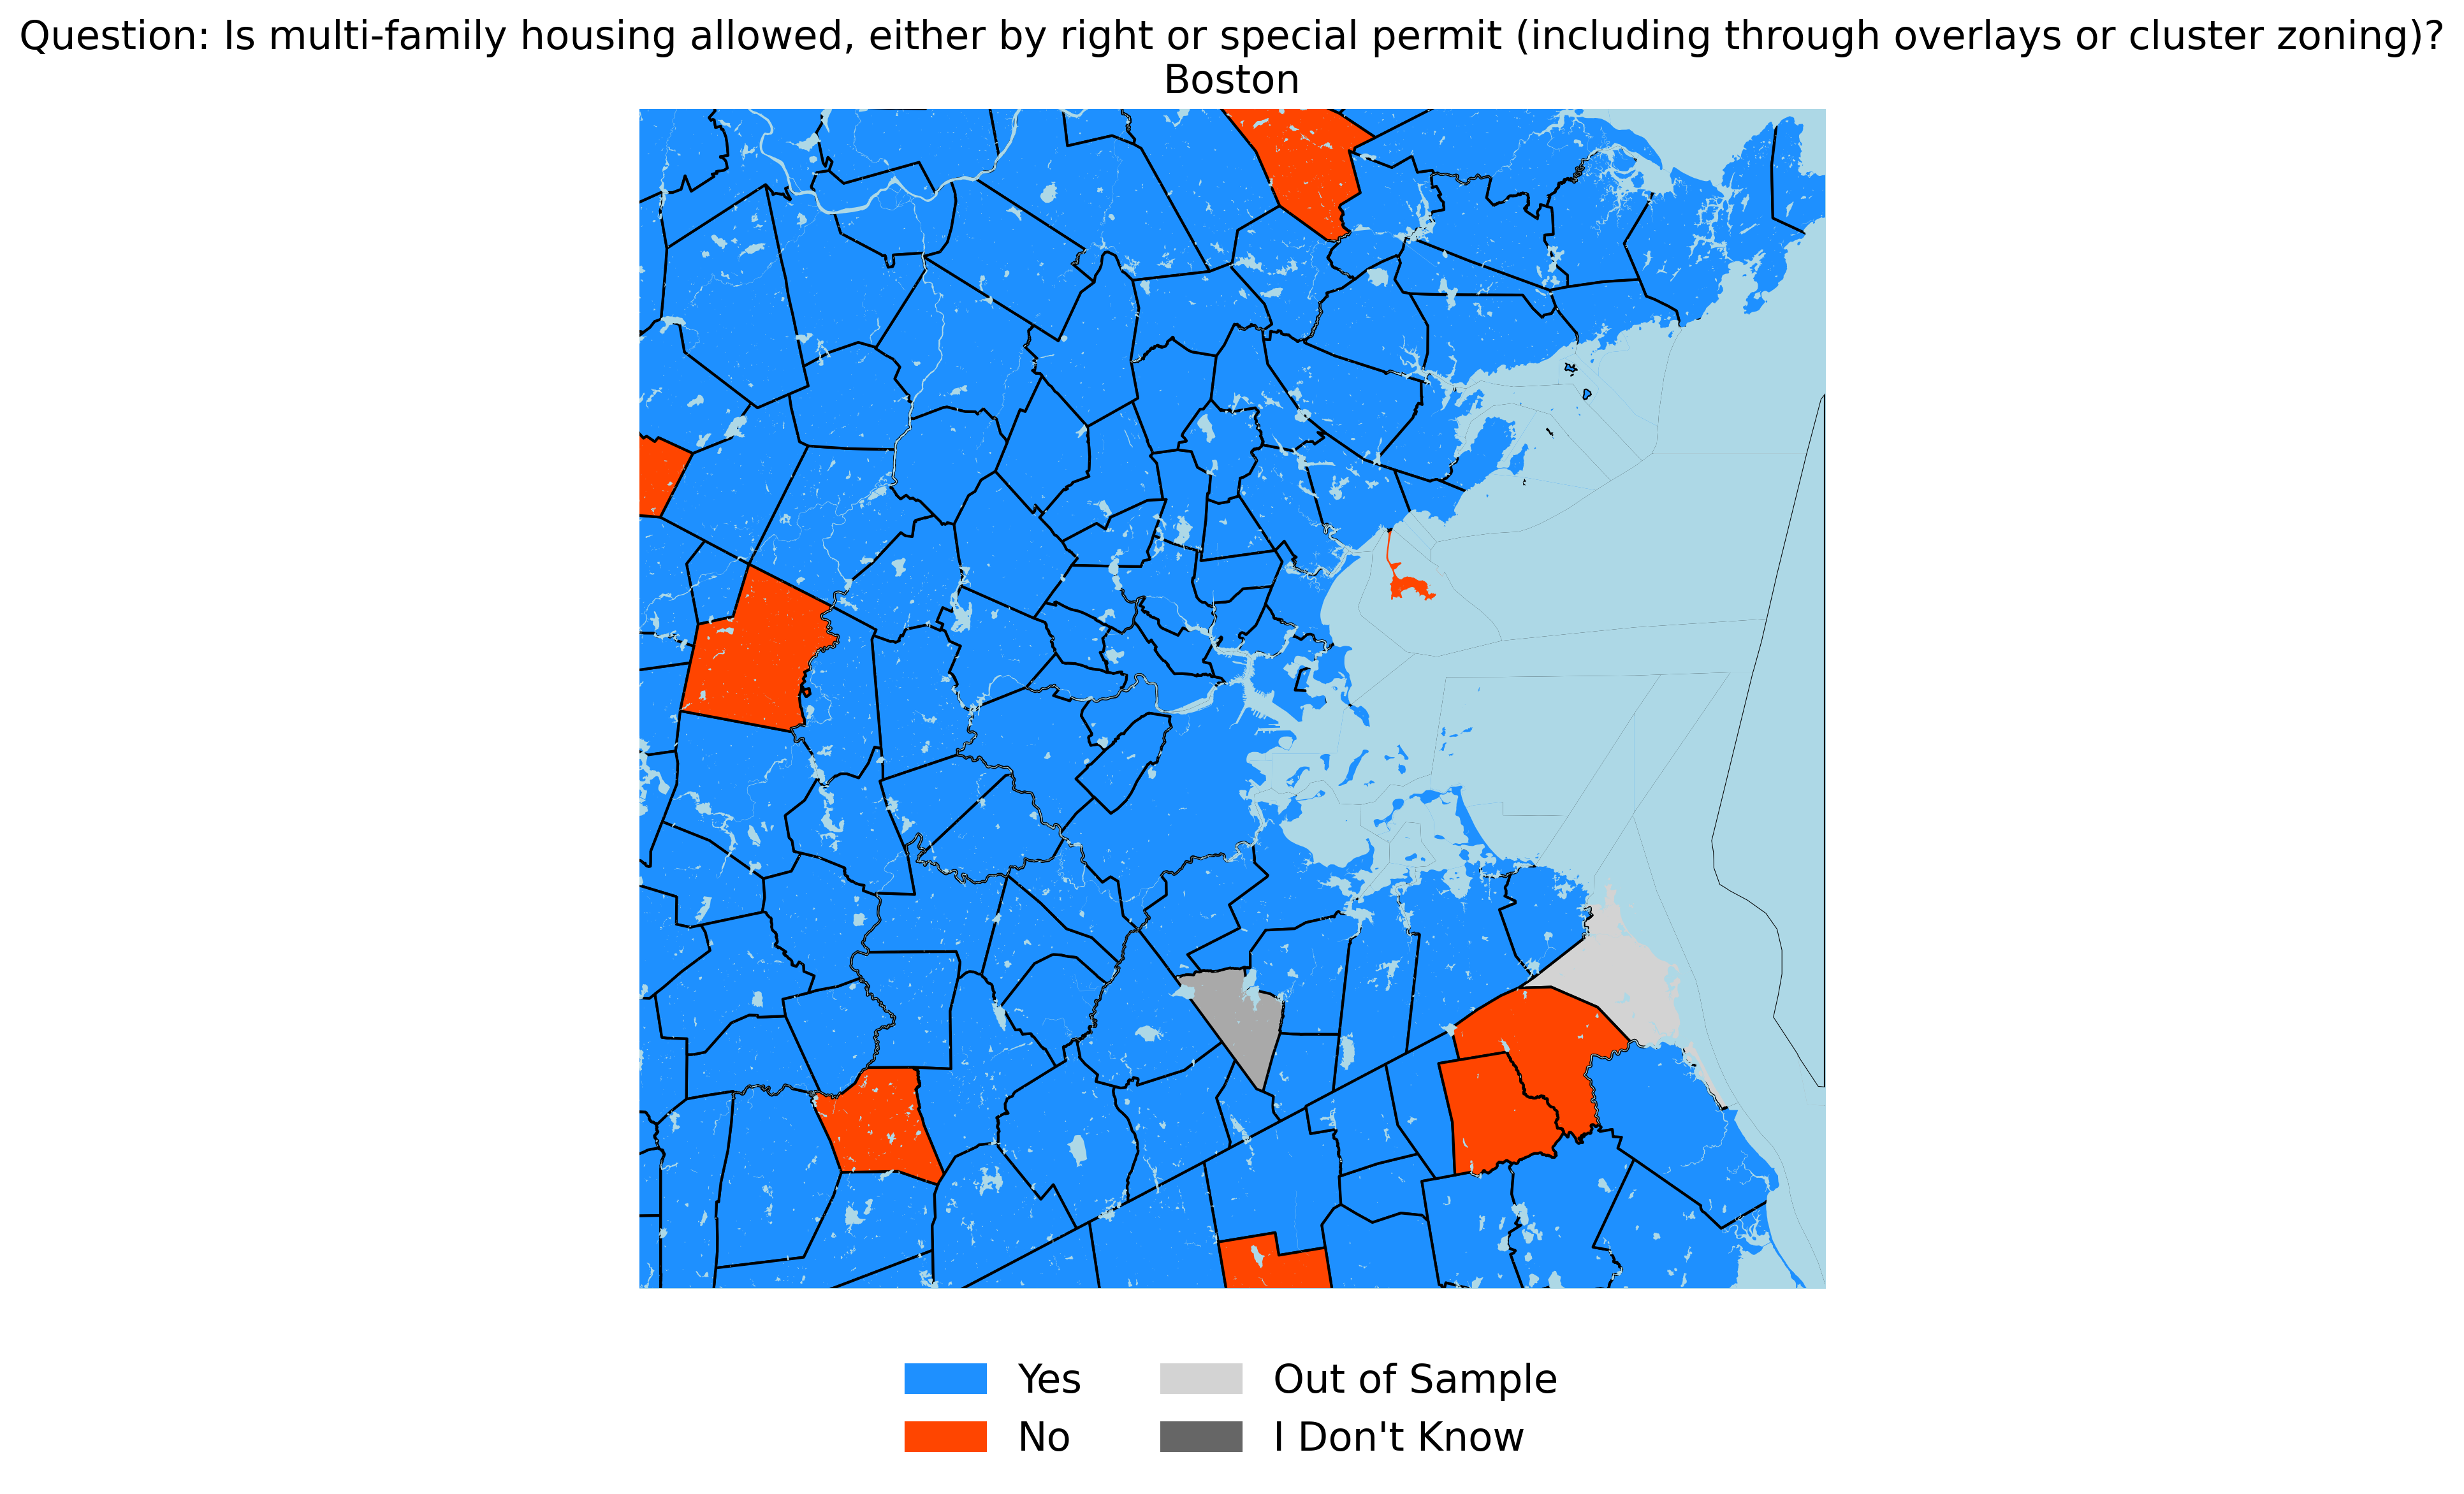 Question: Is multi-family housing allowed, either by right or special permit (including through overlays or cluster zoning)?
Boston
Yes
Out of Sample
No
I Don't Know